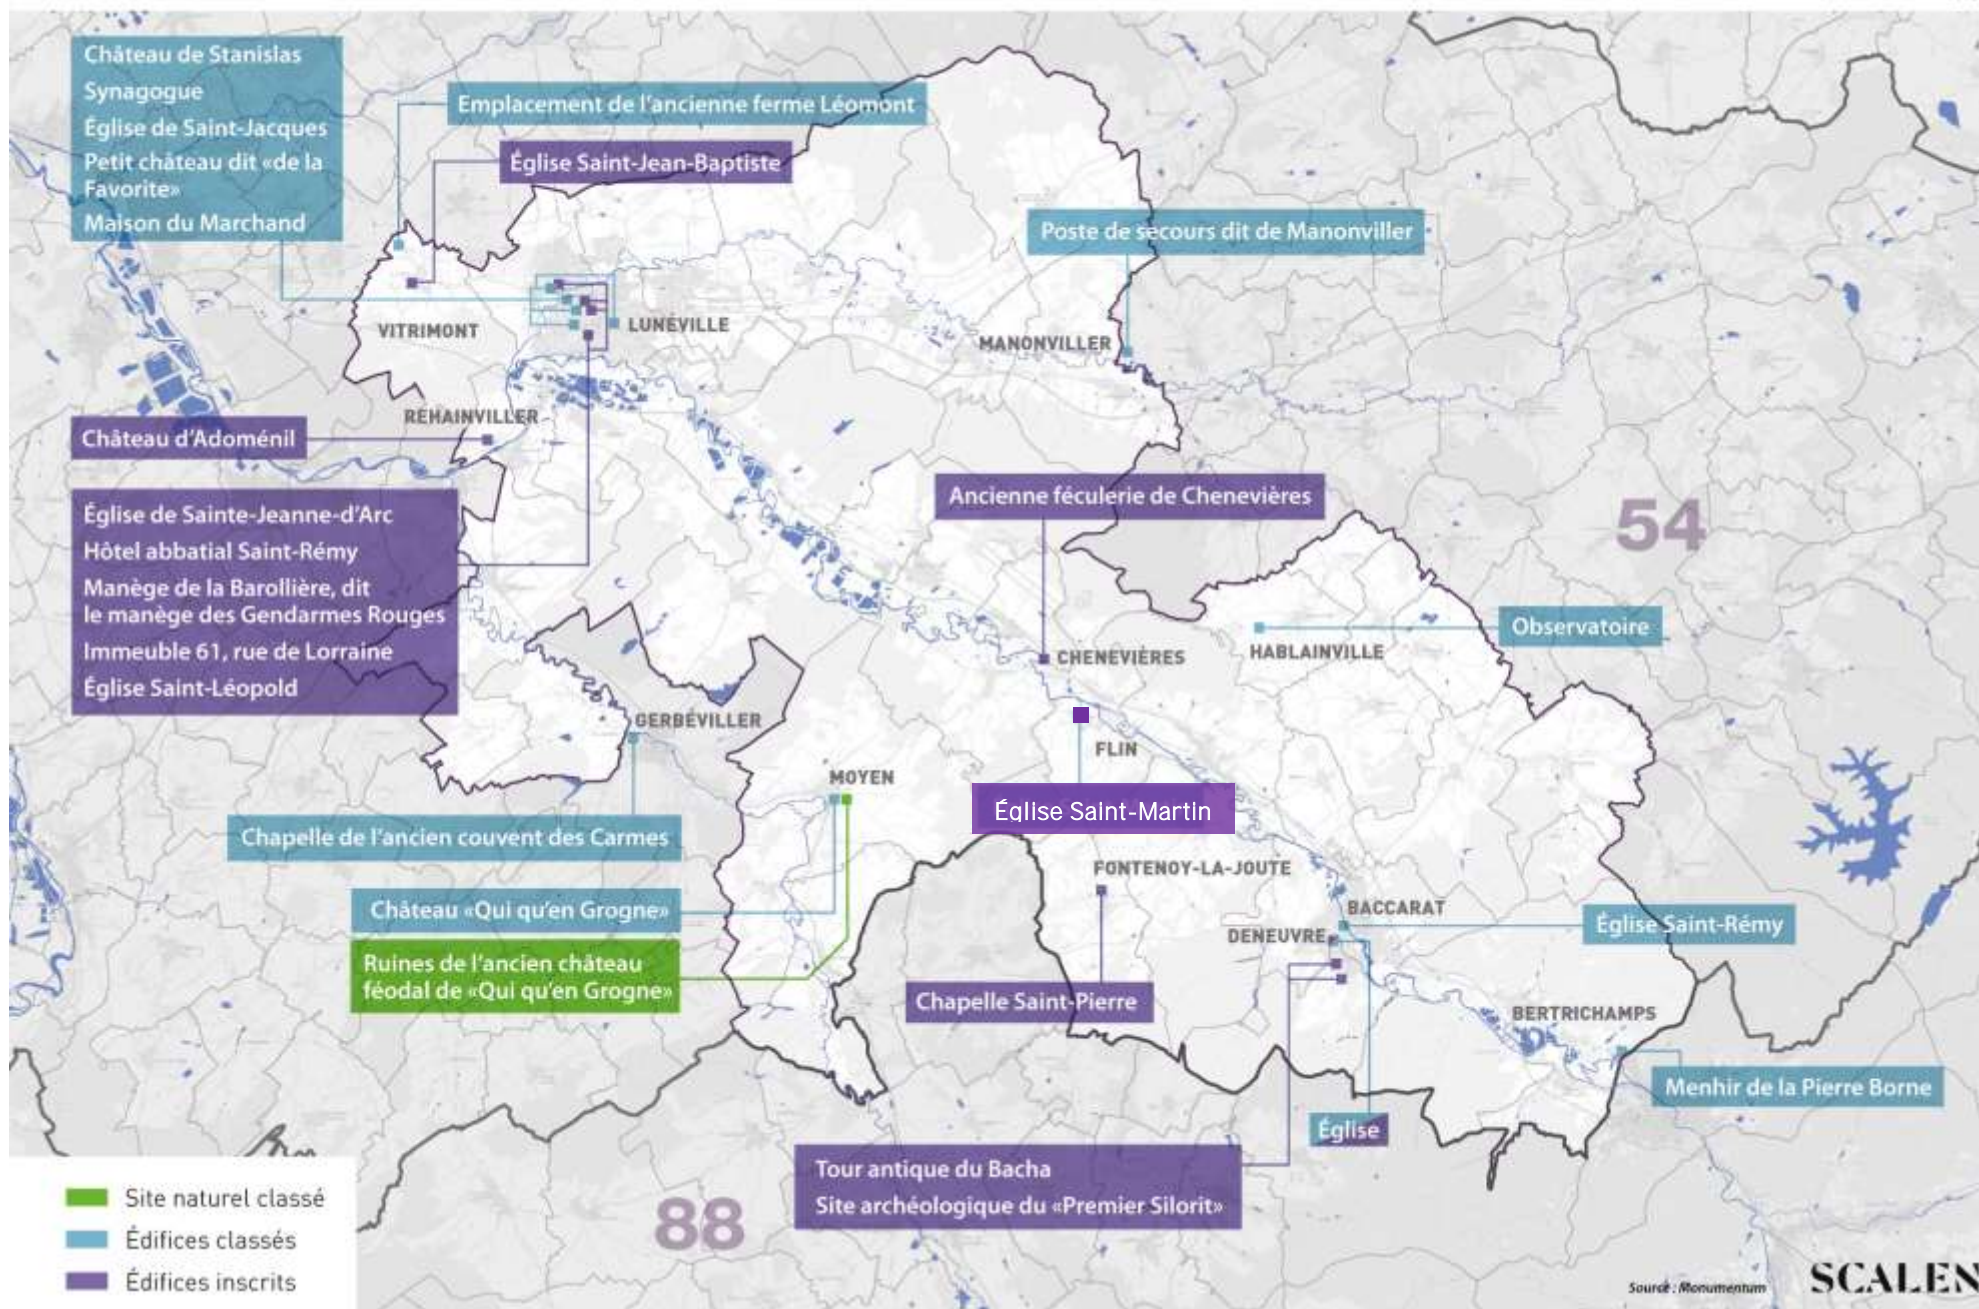 Château de Stanislas
Synagogue
Église de Saint-Jacques
Petit château dit «de la
Favorite»
Maison du Marchand
Emplacement de l'ancienne ferme Léomont
Église Saint-Jean-Baptiste
Poste de secours dit de Manonviller
VITRIMONT
LUNÉVILLE
MANONVILLER
REHAINVILLER
Château d'Adoménil
Église de Sainte-Jeanne-d'Arc
Hôtel abbatial Saint-Rémy
Manège de la Barollière, dit
le manège des Gendarmes Rouges
Immeuble 61, rue de Lorraine
Église Saint-Léopold
Ancienne féculerie de Chenevières
54
Observatoire
CHENEVIÈRES
HABLAINVILLE
GERBÉVILLER
FLIN
MOYEN
Église Saint-Martin
Chapelle de l'ancien couvent des Carmes
FONTENOY-LA-JOUTE
Château «Qui qu'en Grogne»
BACCARAT
Église Saint-Rémy
DENEUVRE
Ruines de l'ancien château
féodal de «Qui qu'en Grogne»
Chapelle Saint-Pierre
BERTRICHAMPS
Menhir de la Pierre Borne
Église
Tour antique du Bacha
Site archéologique du «Premier Silorit»
88
Site naturel classé
Édifices classés
Édifices inscrits
Source : Monumentum
SCALEN